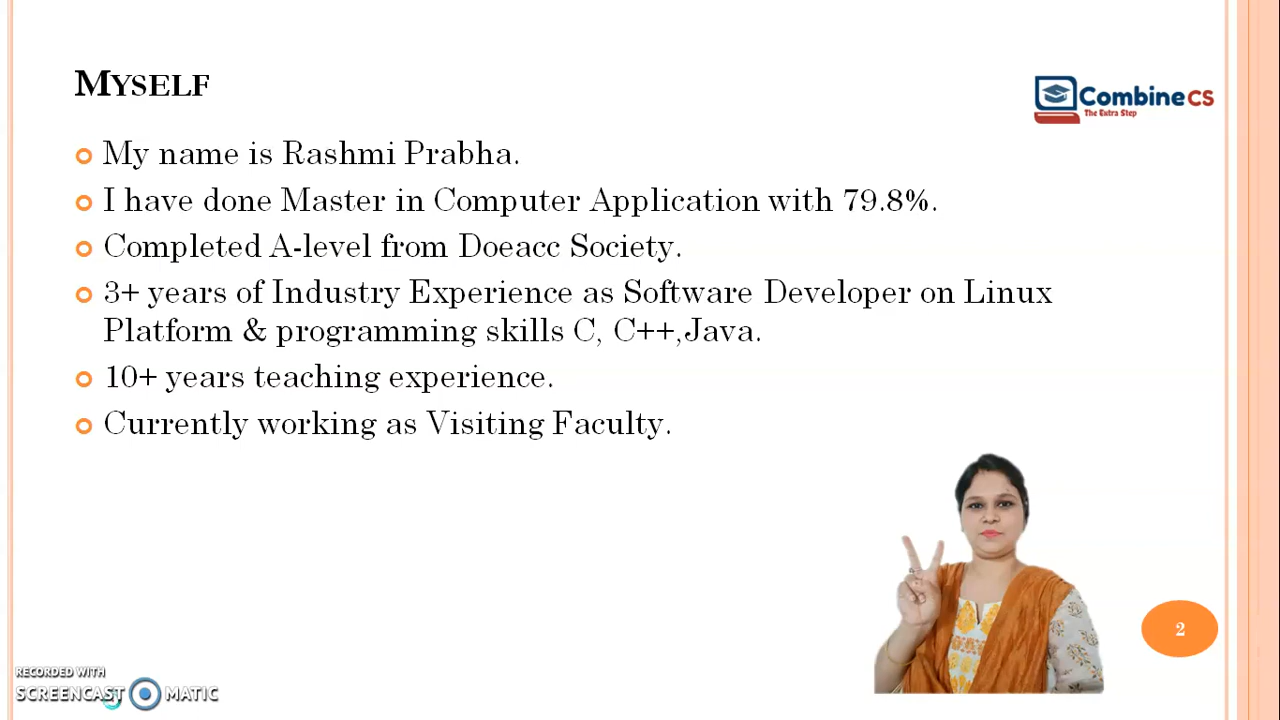 MYSELF
CombineCS
The Extra Step
My name is Rashmi Prabha.
I have done Master in Computer Application with 79.8%.
Completed A-level from Doeacc Society.
3+ years of Industry Experience as Software Developer on Linux
Platform & programming skills C, C++,Java.
10+ years teaching experience.
Currently working as Visiting Faculty.
2
RECORDED WITH
SCREENCAST MATIC